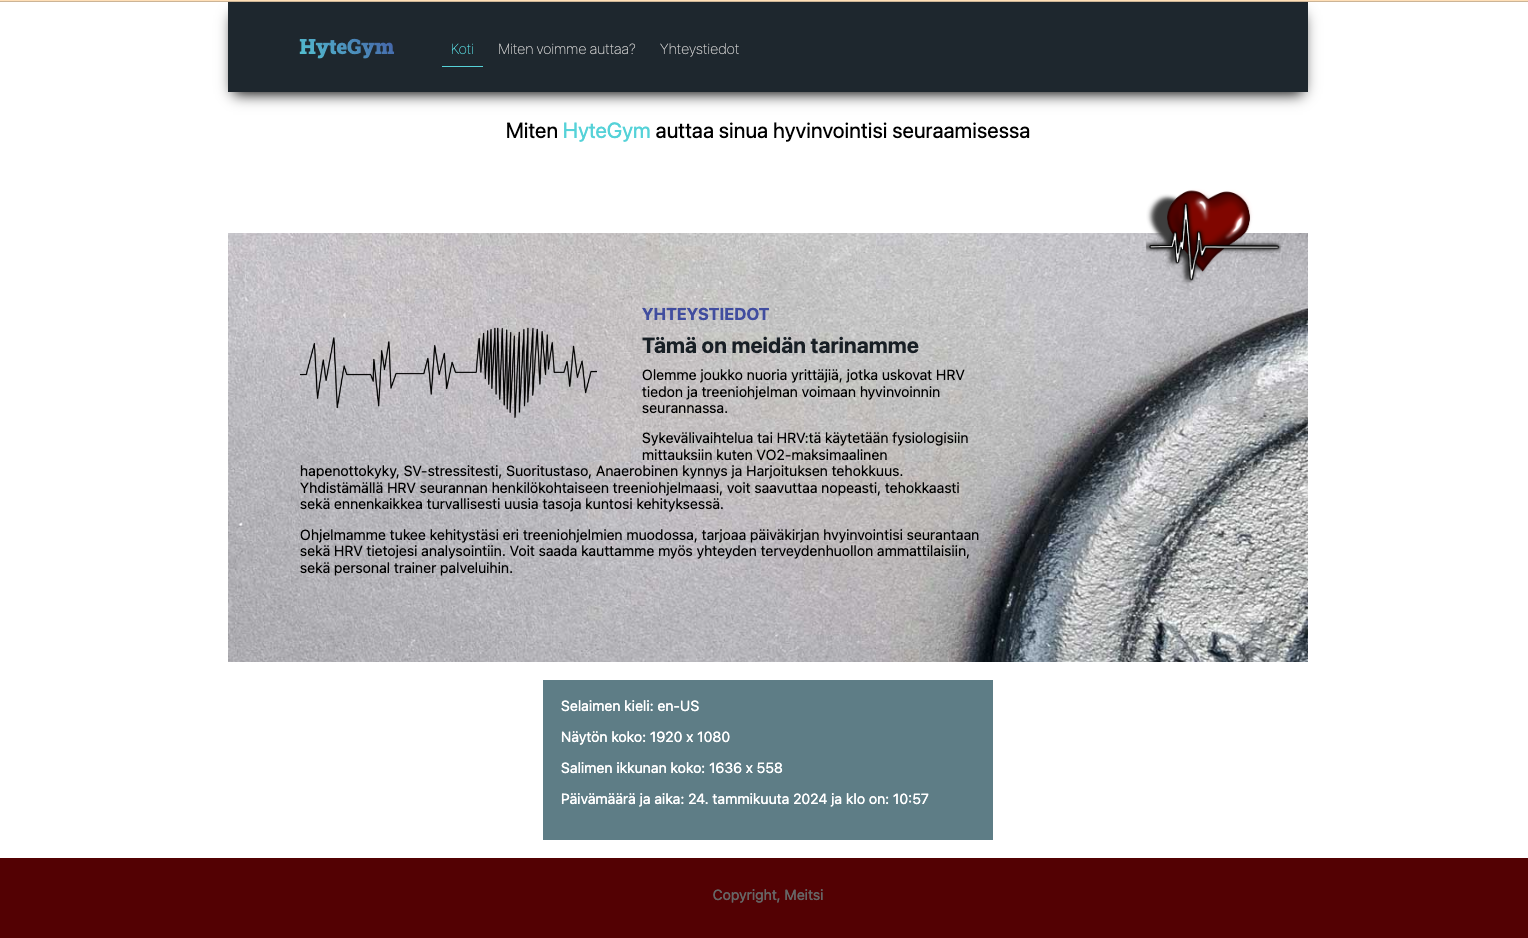 HyteGym
Koti Miten voimme auttaa? Yhteystiedot
Miten HyteGym auttaa sinua hyvinvointisi seuraamisessa
YHTEYSTIEDOT
Tämä on meidän tarinamme
Olemme joukko nuoria yrittäjiä, jotka uskovat HRV
tiedon ja treeniohjelman voimaan hyvinvoinnin
seurannassa.
Sykevälivaihtelua tai HRV:tä käytetään fysiologisiin
mittauksiin kuten VO2-maksimaalinen
hapenottokyky, SV-stressitesti, Suoritustaso, Anaerobinen kynnys ja Harjoituksen tehokkuus.
Yhdistämällä HRV seurannan henkilökohtaiseen treeniohjelmaasi, voit saavuttaa nopeasti, tehokkaasti
sekä ennenkaikkea turvallisesti uusia tasoja kuntosi kehityksessä.
Ohjelmamme tukee kehitystäsi eri treeniohjelmien muodossa, tarjoaa päiväkirjan hvyinvointisi seurantaan
sekä HRV tietojesi analysointiin. Voit saada kauttamme myös yhteyden terveydenhuollon ammattilaisiin,
sekä personal trainer palveluihin.
Selaimen kieli: en-US
Näytön koko: 1920 x 1080
Salimen ikkunan koko: 1636 x 558
Päivämäärä ja aika: 24. tammikuuta 2024 ja klo on: 10:57
Copyright, Meitsi